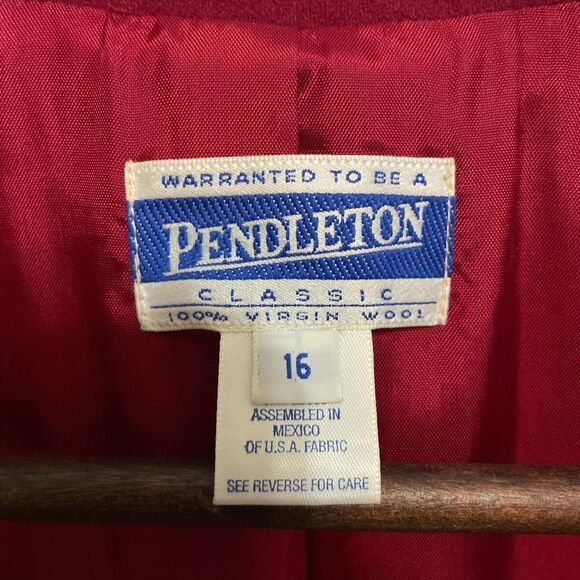 WARRANTED TO BE A
PENDLETON
CLASSIC
100% VIRGIN WOOL
16
ASSEMBLED IN
MEXICO
OF U.S.A. FABRIC
SEE REVERSE FOR CARE